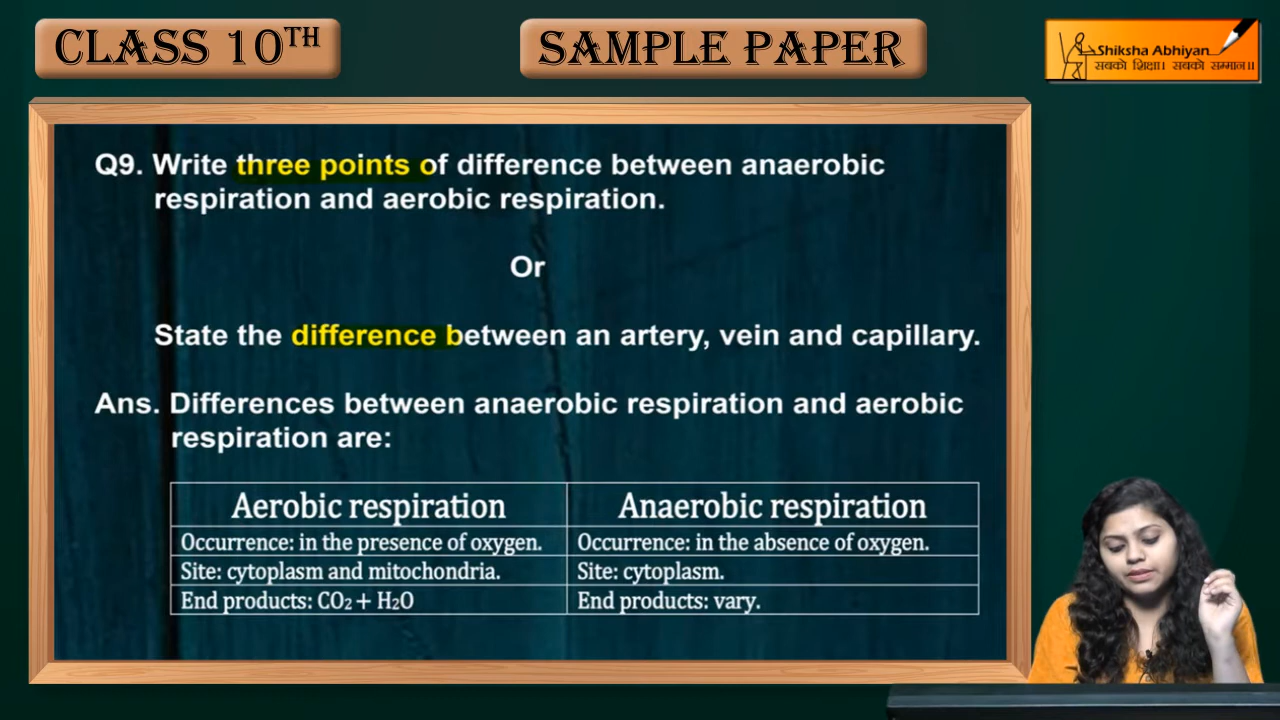 CLASS 10TH
SAMPLE PAPER
Shiksha Abhiyan
सबको शिक्षा। सबको सम्मान॥
Q9. Write three points of difference between anaerobic
respiration and aerobic respiration.
Or
State the difference between an artery, vein and capillary.
Ans. Differences between anaerobic respiration and aerobic
respiration are:
Aerobic respiration Anaerobic respiration
Occurrence: in the presence of oxygen. Occurrence: in the absence of oxygen.
Site: cytoplasm and mitochondria. Site: cytoplasm.
End products: CO₂ + H₂O End products: vary.